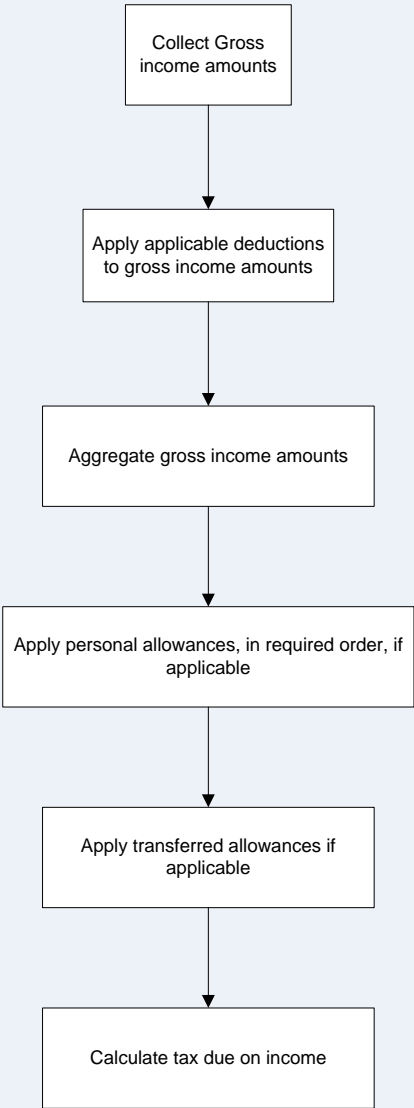 Collect Gross
income amounts
Apply applicable deductions
to gross income amounts
Aggregate gross income amounts
Apply personal allowances, in required order, if
applicable
Apply transferred allowances if
applicable
Calculate tax due on income